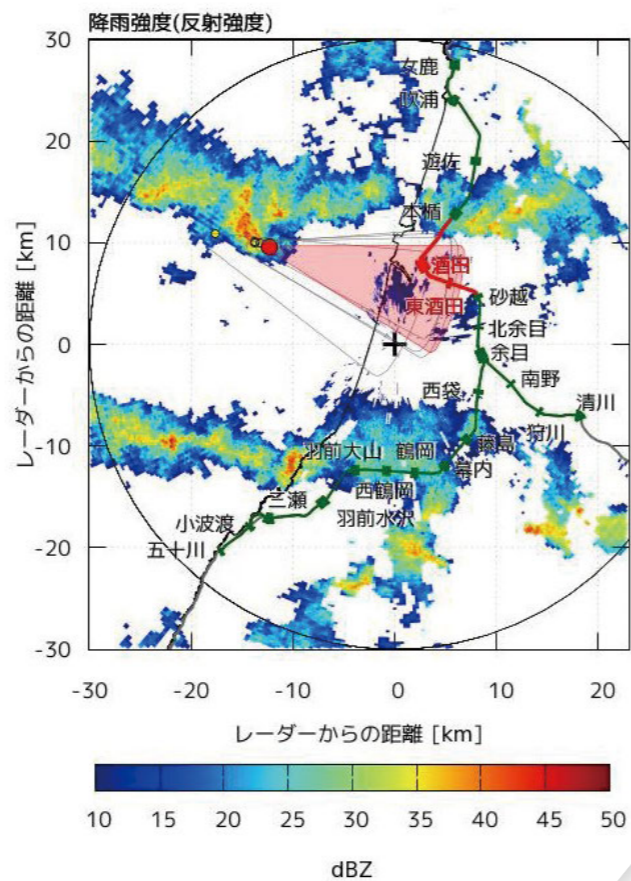 降雨強度(反射強度)
30
20
10
0
-10
-20
-30
レーダーからの距離 [km]
女鹿
吹浦
遊佐
本楯
酒田
東酒田
砂越
北余目
余目
南野
西袋
清川
狩川
藤島
羽前大山 鶴岡
幕内
西鶴岡
三瀬
羽前水沢
小波渡
五十川
-30 -20 -10 0 10 20
レーダーからの距離 [km]
10 15 20 25 30 35 40 45 50
dBZ